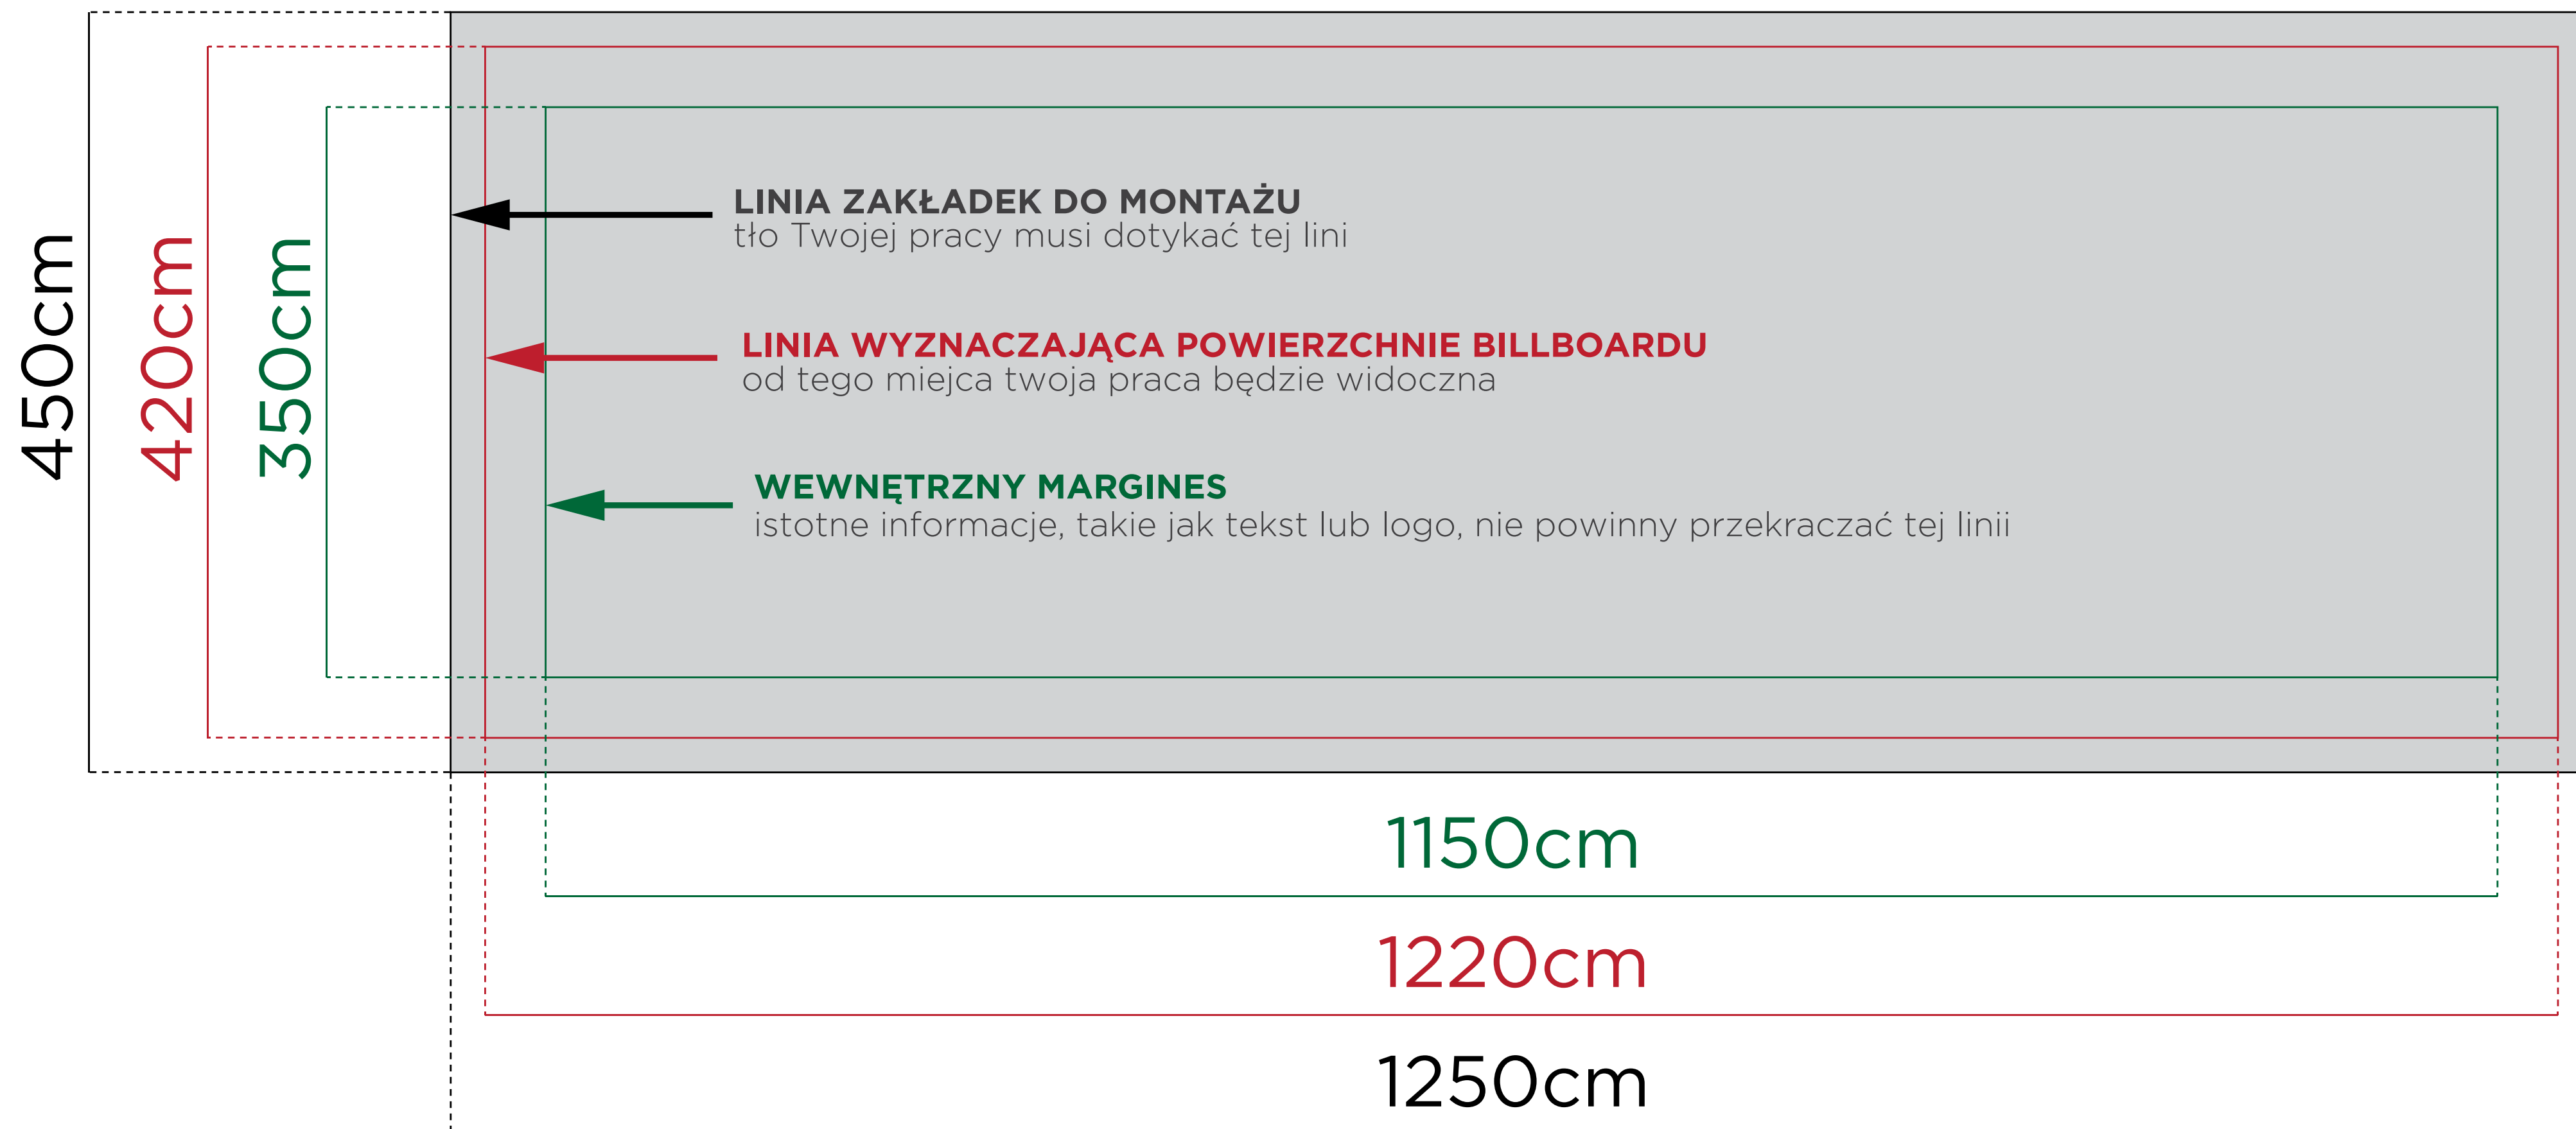 450cm
420cm
350cm
LINIA ZAKŁADEK DO MONTAŻU
tło Twojej pracy musi dotykać tej lini
LINIA WYZNACZAJĄCA POWIERZCHNIE BILLBOARDU
od tego miejca twoja praca będzie widoczna
WEWNĘTRZNY MARGINES
istotne informacje, takie jak tekst lub logo, nie powinny przekraczać tej linii
1150cm
1220cm
1250cm